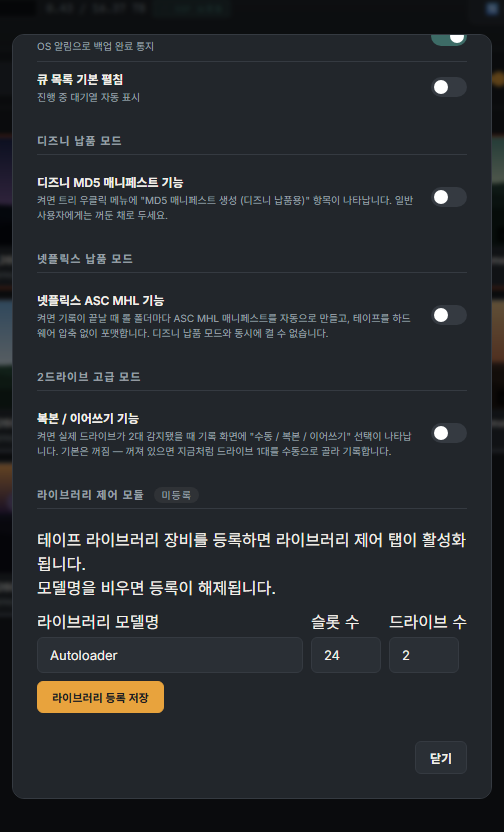 OS 알림으로 백업 완료 통지
큐 목록 기본 펼침
진행 중 대기열 자동 표시
디즈니 납품 모드
디즈니 MD5 매니페스트 기능
켜면 트리 우클릭 메뉴에 "MD5 매니페스트 생성 (디즈니 납품용)" 항목이 나타납니다. 일반
사용자에게는 꺼둔 채로 두세요.
넷플릭스 납품 모드
넷플릭스 ASC MHL 기능
켜면 기록이 끝날 때 롤 폴더마다 ASC MHL 매니페스트를 자동으로 만들고, 테이프를 하드
웨어 압축 없이 포맷합니다. 디즈니 납품 모드와 동시에 켤 수 없습니다.
2드라이브 고급 모드
복본 / 이어쓰기 기능
켜면 실제 드라이브가 2대 감지됐을 때 기록 화면에 "수동 / 복본 / 이어쓰기" 선택이 나타납
니다. 기본은 꺼짐 — 꺼져 있으면 지금처럼 드라이브 1대를 수동으로 골라 기록합니다.
라이브러리 제어 모듈 미등록
테이프 라이브러리 장비를 등록하면 라이브러리 제어 탭이 활성화
됩니다.
모델명을 비우면 등록이 해제됩니다.
라이브러리 모델명 슬롯 수 드라이브 수
Autoloader 24 2
라이브러리 등록 저장
닫기